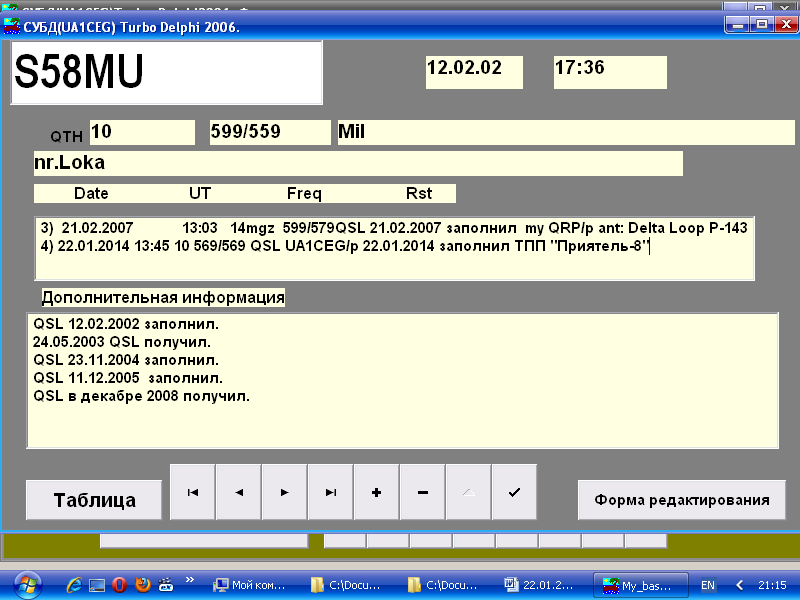 СУБД(UA1CEG) Turbo Delphi 2006.
S58MU
12.02.02 17:36
QTH 10 599/559 Mil
nr.Loka
Date UT Freq Rst
3) 21.02.2007 13:03 14mgz 599/579QSL 21.02.2007 заполнил my QRP/p ant: Delta Loop P-143
4) 22.01.2014 13:45 10 569/569 QSL UA1CEG/p 22.01.2014 заполнил ТПП "Приятель-8"
Дополнительная информация
QSL 12.02.2002 заполнил.
24.05.2003 QSL получил.
QSL 23.11.2004 заполнил.
QSL 11.12.2005 заполнил.
QSL в декабре 2008 получил.
Таблица
Форма редактирования
Мой ком... C:\Docu... C:\Docu... 22.01.2... My_bas... EN 21:15